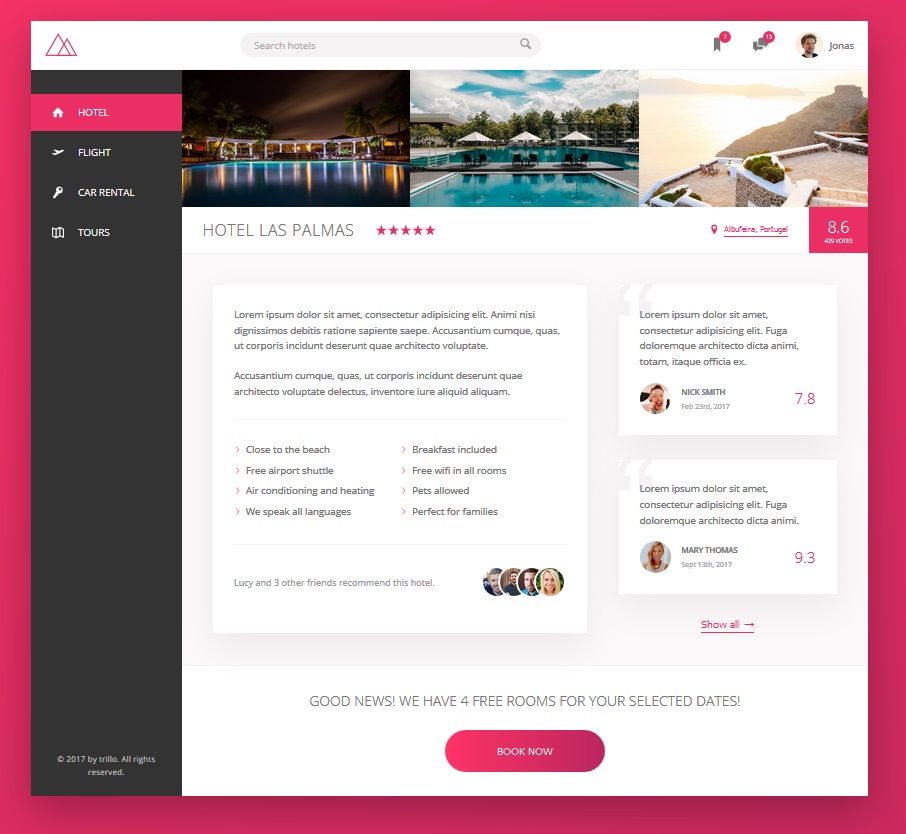 Search hotels
7
13
Jonas
HOTEL
FLIGHT
CAR RENTAL
TOURS
© 2017 by trillo. All rights
reserved.
HOTEL LAS PALMAS
Albufeira, Portugal
8.6
429 VOTES
Lorem ipsum dolor sit amet, consectetur adipisicing elit. Animi nisi
dignissimos debitis ratione sapiente saepe. Accusantium cumque, quas,
ut corporis incidunt deserunt quae architecto voluptate.
Accusantium cumque, quas, ut corporis incidunt deserunt quae
architecto voluptate delectus, inventore iure aliquid aliquam.
Close to the beach
Breakfast included
Free airport shuttle
Free wifi in all rooms
Air conditioning and heating
Pets allowed
We speak all languages
Perfect for families
Lucy and 3 other friends recommend this hotel.
Lorem ipsum dolor sit amet,
consectetur adipisicing elit. Fuga
doloremque architecto dicta animi,
totam, itaque officia ex.
NICK SMITH
Feb 23rd, 2017
7.8
Lorem ipsum dolor sit amet,
consectetur adipisicing elit. Fuga
doloremque architecto dicta animi.
MARY THOMAS
Sept 13th, 2017
9.3
Show all →
GOOD NEWS! WE HAVE 4 FREE ROOMS FOR YOUR SELECTED DATES!
BOOK NOW